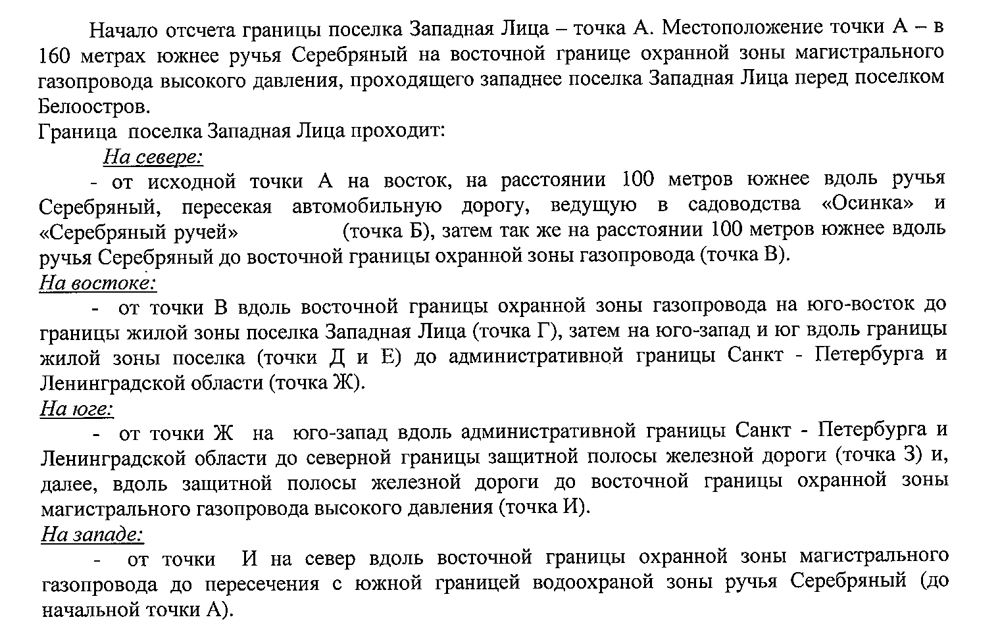 Начало отсчета границы поселка Западная Лица – точка А. Местоположение точки А – в
160 метрах южнее ручья Серебряный на восточной границе охранной зоны магистрального
газопровода высокого давления, проходящего западнее поселка Западная Лица перед поселком
Белоостров.
Граница поселка Западная Лица проходит:
На севере:
- от исходной точки А на восток, на расстоянии 100 метров южнее вдоль ручья
Серебряный, пересекая автомобильную дорогу, ведущую в садоводства «Осинка» и
«Серебряный ручей» (точка Б), затем так же на расстоянии 100 метров южнее вдоль
ручья Серебряный до восточной границы охранной зоны газопровода (точка В).
На востоке:
- от точки В вдоль восточной границы охранной зоны газопровода на юго-восток до
границы жилой зоны поселка Западная Лица (точка Г), затем на юго-запад и юг вдоль границы
жилой зоны поселка (точки Д и Е) до административной границы Санкт - Петербурга и
Ленинградской области (точка Ж).
На юге:
- от точки Ж на юго-запад вдоль административной границы Санкт - Петербурга и
Ленинградской области до северной границы защитной полосы железной дороги (точка З) и,
далее, вдоль защитной полосы железной дороги до восточной границы охранной зоны
магистрального газопровода высокого давления (точка И).
На западе:
- от точки И на север вдоль восточной границы охранной зоны магистрального
газопровода до пересечения с южной границей водоохраной зоны ручья Серебряный (до
начальной точки А).